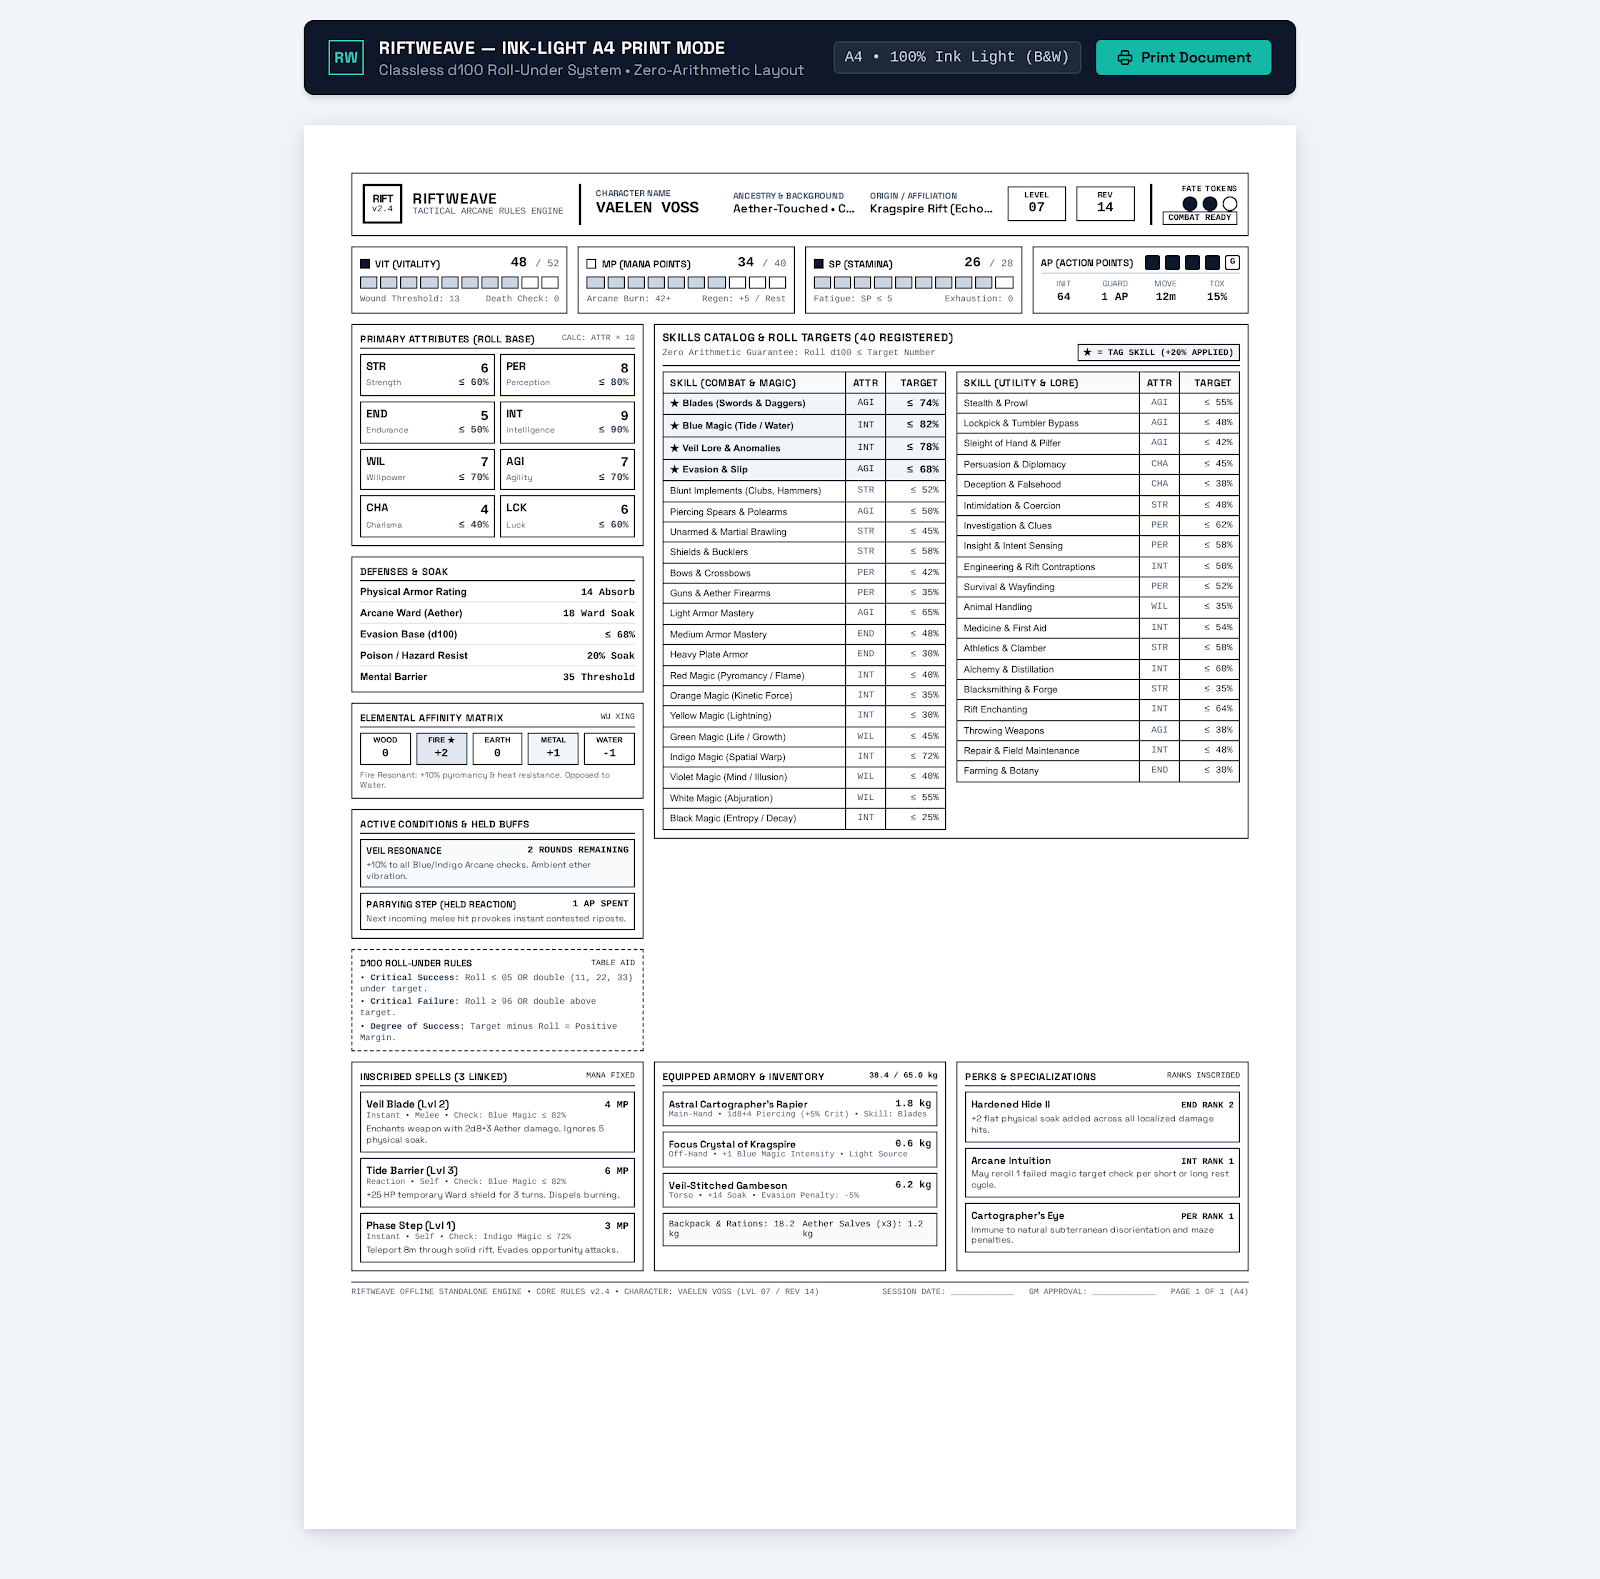 RW
RIFTWEAVE — INK-LIGHT A4 PRINT MODE
Classless d100 Roll-Under System • Zero-Arithmetic Layout
A4 • 100% Ink Light (B&W)
Print Document
RIFT
v2.4
RIFTWEAVE
TACTICAL ARCANE RULES ENGINE
CHARACTER NAME
VAELEN VOSS
ANCESTRY & BACKGROUND
Aether-Touched • C...
ORIGIN / AFFILIATION
Kragspire Rift (Echo...
LEVEL
07
REV
14
FATE TOKENS
COMBAT READY
VIT (VITALITY) 48 / 52
Wound Threshold: 13 Death Check: 0
MP (MANA POINTS) 34 / 40
Arcane Burn: 42+ Regen: +5 / Rest
SP (STAMINA) 26 / 28
Fatigue: SP ≤ 5 Exhaustion: 0
AP (ACTION POINTS) G
INIT GUARD MOVE TOX
64 1 AP 12m 15%
PRIMARY ATTRIBUTES (ROLL BASE) CALC: ATTR × 10
STR 6
Strength ≤ 60%
PER 8
Perception ≤ 80%
END 5
Endurance ≤ 50%
INT 9
Intelligence ≤ 90%
WIL 7
Willpower ≤ 70%
AGI 7
Agility ≤ 70%
CHA 4
Charisma ≤ 40%
LCK 6
Luck ≤ 60%
DEFENSES & SOAK
Physical Armor Rating 14 Absorb
Arcane Ward (Aether) 18 Ward Soak
Evasion Base (d100) ≤ 68%
Poison / Hazard Resist 20% Soak
Mental Barrier 35 Threshold
ELEMENTAL AFFINITY MATRIX WU XING
WOOD FIRE ★ EARTH METAL WATER
0 +2 0 +1 -1
Fire Resonant: +10% pyromancy & heat resistance. Opposed to
Water.
ACTIVE CONDITIONS & HELD BUFFS
VEIL RESONANCE 2 ROUNDS REMAINING
+10% to all Blue/Indigo Arcane checks. Ambient ether
vibration.
PARRYING STEP (HELD REACTION) 1 AP SPENT
Next incoming melee hit provokes instant contested riposte.
D100 ROLL-UNDER RULES TABLE AID
• Critical Success: Roll ≤ 05 OR double (11, 22, 33)
under target.
• Critical Failure: Roll ≥ 96 OR double above
target.
• Degree of Success: Target minus Roll = Positive
Margin.
SKILLS CATALOG & ROLL TARGETS (40 REGISTERED)
Zero Arithmetic Guarantee: Roll d100 ≤ Target Number
★ = TAG SKILL (+20% APPLIED)
SKILL (COMBAT & MAGIC) ATTR TARGET
★ Blades (Swords & Daggers) AGI ≤ 74%
★ Blue Magic (Tide / Water) INT ≤ 82%
★ Veil Lore & Anomalies INT ≤ 78%
★ Evasion & Slip AGI ≤ 68%
Blunt Implements (Clubs, Hammers) STR ≤ 52%
Piercing Spears & Polearms AGI ≤ 50%
Unarmed & Martial Brawling STR ≤ 45%
Shields & Bucklers STR ≤ 58%
Bows & Crossbows PER ≤ 42%
Guns & Aether Firearms PER ≤ 35%
Light Armor Mastery AGI ≤ 65%
Medium Armor Mastery END ≤ 48%
Heavy Plate Armor END ≤ 30%
Red Magic (Pyromancy / Flame) INT ≤ 40%
Orange Magic (Kinetic Force) INT ≤ 35%
Yellow Magic (Lightning) INT ≤ 30%
Green Magic (Life / Growth) WIL ≤ 45%
Indigo Magic (Spatial Warp) INT ≤ 72%
Violet Magic (Mind / Illusion) WIL ≤ 40%
White Magic (Abjuration) WIL ≤ 55%
Black Magic (Entropy / Decay) INT ≤ 25%
SKILL (UTILITY & LORE) ATTR TARGET
Stealth & Prowl AGI ≤ 55%
Lockpick & Tumbler Bypass AGI ≤ 48%
Sleight of Hand & Pilfer AGI ≤ 42%
Persuasion & Diplomacy CHA ≤ 45%
Deception & Falsehood CHA ≤ 38%
Intimidation & Coercion STR ≤ 40%
Investigation & Clues PER ≤ 62%
Insight & Intent Sensing PER ≤ 58%
Engineering & Rift Contraptions INT ≤ 50%
Survival & Wayfinding PER ≤ 52%
Animal Handling WIL ≤ 35%
Medicine & First Aid INT ≤ 54%
Athletics & Clamber STR ≤ 58%
Alchemy & Distillation INT ≤ 60%
Blacksmithing & Forge STR ≤ 35%
Rift Enchanting INT ≤ 64%
Throwing Weapons AGI ≤ 38%
Repair & Field Maintenance INT ≤ 48%
Farming & Botany END ≤ 30%
INSCRIBED SPELLS (3 LINKED) MANA FIXED
Veil Blade (Lvl 2) 4 MP
Instant • Melee • Check: Blue Magic ≤ 82%
Enchants weapon with 2d8+3 Aether damage. Ignores 5
physical soak.
Tide Barrier (Lvl 3) 6 MP
Reaction • Self • Check: Blue Magic ≤ 82%
+25 HP temporary Ward shield for 3 turns. Dispels burning.
Phase Step (Lvl 1) 3 MP
Instant • Self • Check: Indigo Magic ≤ 72%
Teleport 8m through solid rift. Evades opportunity attacks.
EQUIPPED ARMORY & INVENTORY 38.4 / 65.0 kg
Astral Cartographer's Rapier 1.8 kg
Main-Hand • 1d8+4 Piercing (+5% Crit) • Skill: Blades
Focus Crystal of Kragspire 0.6 kg
Off-Hand • +1 Blue Magic Intensity • Light Source
Veil-Stitched Gambeson 6.2 kg
Torso • +14 Soak • Evasion Penalty: -5%
Backpack & Rations: 18.2 Aether Salves (x3): 1.2
kg kg
PERKS & SPECIALIZATIONS RANKS INSCRIBED
Hardened Hide II END RANK 2
+2 flat physical soak added across all localized damage
hits.
Arcane Intuition INT RANK 1
May reroll 1 failed magic target check per short or long rest
cycle.
Cartographer's Eye PER RANK 1
Immune to natural subterranean disorientation and maze
penalties.
RIFTWEAVE OFFLINE STANDALONE ENGINE • CORE RULES v2.4 • CHARACTER: VAELEN VOSS (LVL 07 / REV 14)
SESSION DATE: ____________ GM APPROVAL: ____________ PAGE 1 OF 1 (A4)